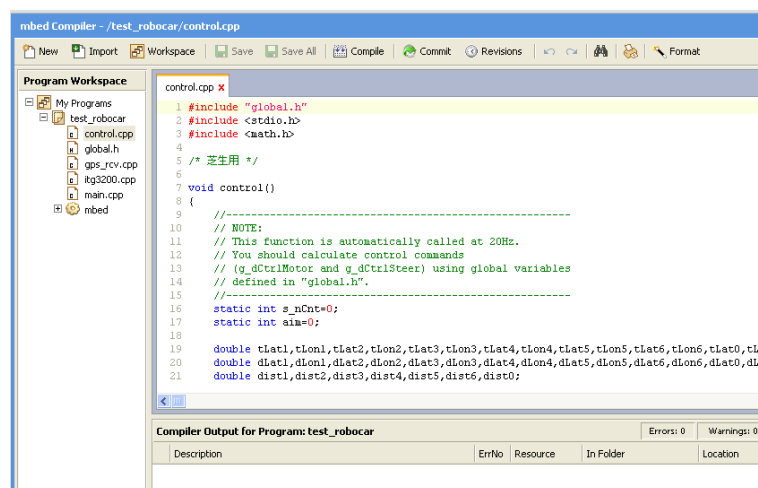 mbed Compiler - /test_robocar/control.cpp
New Import Workspace Save Save All Compile Commit Revisions Format
Program Workspace
My Programs
test_robocar
control.cpp
global.h
gps_rcv.cpp
itg3200.cpp
main.cpp
mbed
control.cpp x
1 #include "global.h"
2 #include <stdio.h>
3 #include <math.h>
4
5 /* 芝生用 */
6
7 void control()
8 {
9 //-------------------------------------------------------
10 // NOTE:
11 // This function is automatically called at 20Hz.
12 // You should calculate control commands
13 // (g_dCtrlMotor and g_dCtrlSteer) using global variables
14 // defined in "global.h".
15 //-------------------------------------------------------
16 static int s_nCnt=0;
17 static int aim=0;
18
19 double tLat1,tLon1,tLat2,tLon2,tLat3,tLon3,tLat4,tLon4,tLat5,tLon5,tLat6,tLon6,tLat0,tL
20 double dLat1,dLon1,dLat2,dLon2,dLat3,dLon3,dLat4,dLon4,dLat5,dLon5,dLat6,dLon6,dLat0,dL
21 double dist1,dist2,dist3,dist4,dist5,dist6,dist0;
Compiler Output for Program: test_robocar Errors: 0 Warnings: 0
Description ErrNo Resource In Folder Location